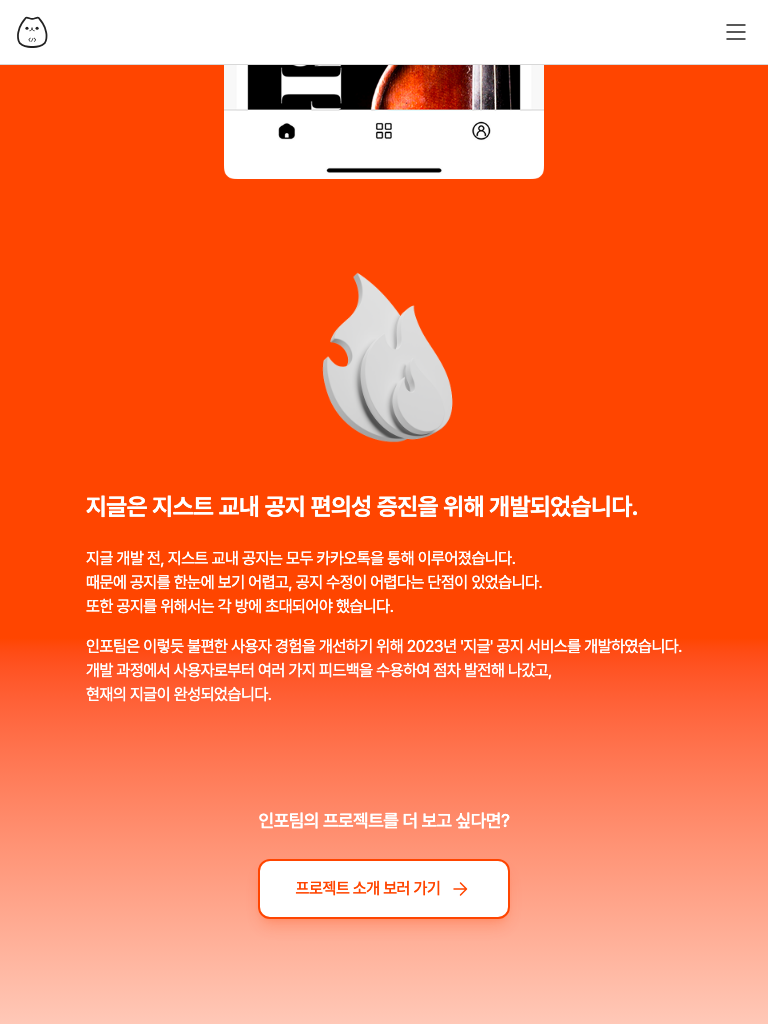 지글은 지스트 교내 공지 편의성 증진을 위해 개발되었습니다.
지글 개발 전, 지스트 교내 공지는 모두 카카오톡을 통해 이루어졌습니다.
때문에 공지를 한눈에 보기 어렵고, 공지 수정이 어렵다는 단점이 있었습니다.
또한 공지를 위해서는 각 방에 초대되어야 했습니다.
인포팀은 이렇듯 불편한 사용자 경험을 개선하기 위해 2023년 '지글' 공지 서비스를 개발하였습니다.
개발 과정에서 사용자로부터 여러 가지 피드백을 수용하여 점차 발전해 나갔고,
현재의 지글이 완성되었습니다.
인포팀의 프로젝트를 더 보고 싶다면?
프로젝트 소개 보러 가기